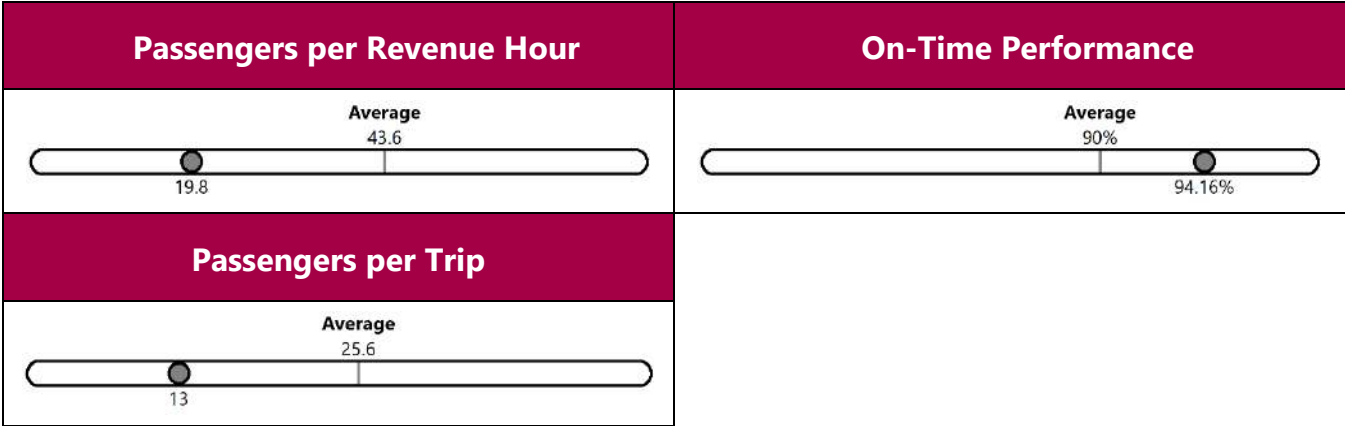 Passengers per Revenue Hour
On-Time Performance
Average
43.6
19.8
Average
90%
94.16%
Passengers per Trip
Average
25.6
13